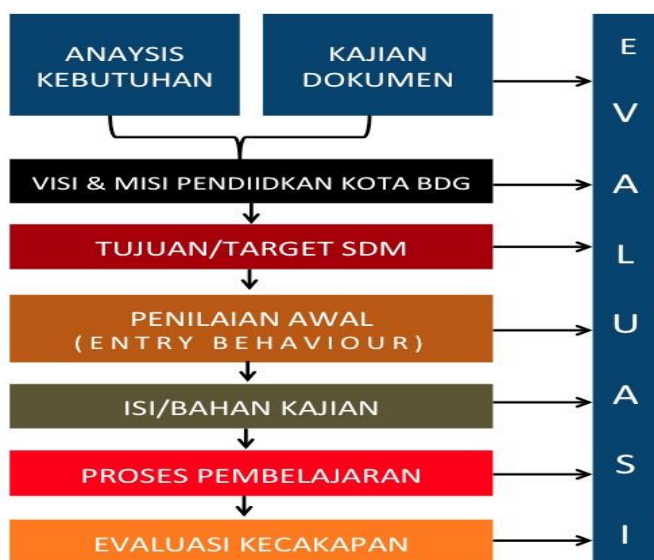 ANAYSIS
KEBUTUHAN
KAJIAN
DOKUMEN
VISI & MISI PENDIIDKAN KOTA BDG
TUJUAN/TARGET SDM
PENILAIAN AWAL
(ENTRY BEHAVIOUR)
ISI/BAHAN KAJIAN
PROSES PEMBELAJARAN
EVALUASI KECAKAPAN
E
V
A
L
U
A
S
I